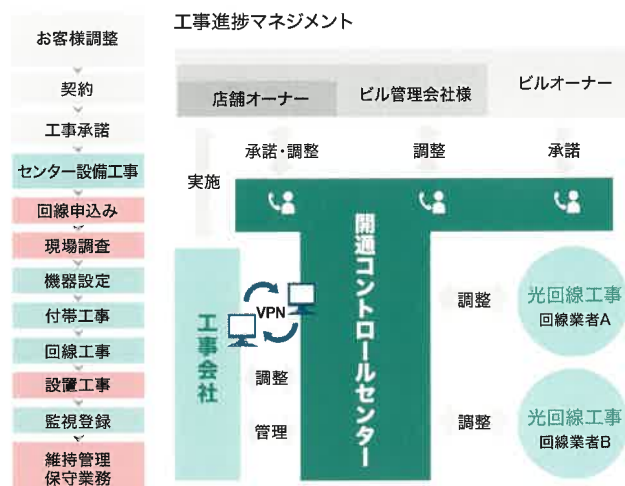 工事進捗マネジメント
お客様調整
契約
工事承諾
センター設備工事
回線申込み
現場調査
機器設定
付帯工事
回線工事
設置工事
監視登録
維持管理
保守業務
店舗オーナー
ビル管理会社様
ビルオーナー
承諾・調整
調整
承諾
実施
開通コントロールセンター
工事会社
VPN
調整
管理
調整
光回線工事
回線業者A
調整
光回線工事
回線業者B